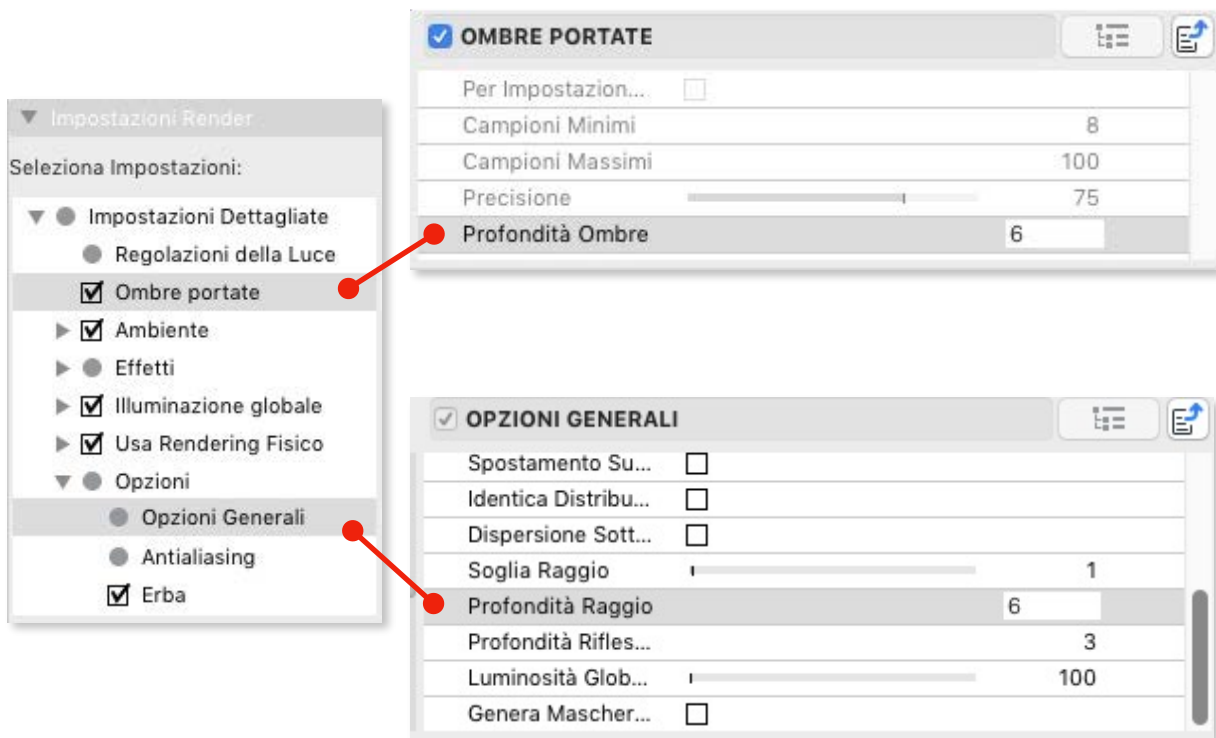 Impostazioni Render
Seleziona Impostazioni:
Impostazioni Dettagliate
Regolazioni della Luce
Ombre portate
Ambiente
Effetti
Illuminazione globale
Usa Rendering Fisico
Opzioni
Opzioni Generali
Antialiasing
Erba
OMBRE PORTATE
Per Impostazion...
Campioni Minimi 8
Campioni Massimi 100
Precisione 75
Profondità Ombre 6
OPZIONI GENERALI
Spostamento Su...
Identica Distribu...
Dispersione Sott...
Soglia Raggio 1
Profondità Raggio 6
Profondità Rifles... 3
Luminosità Glob... 100
Genera Mascher...